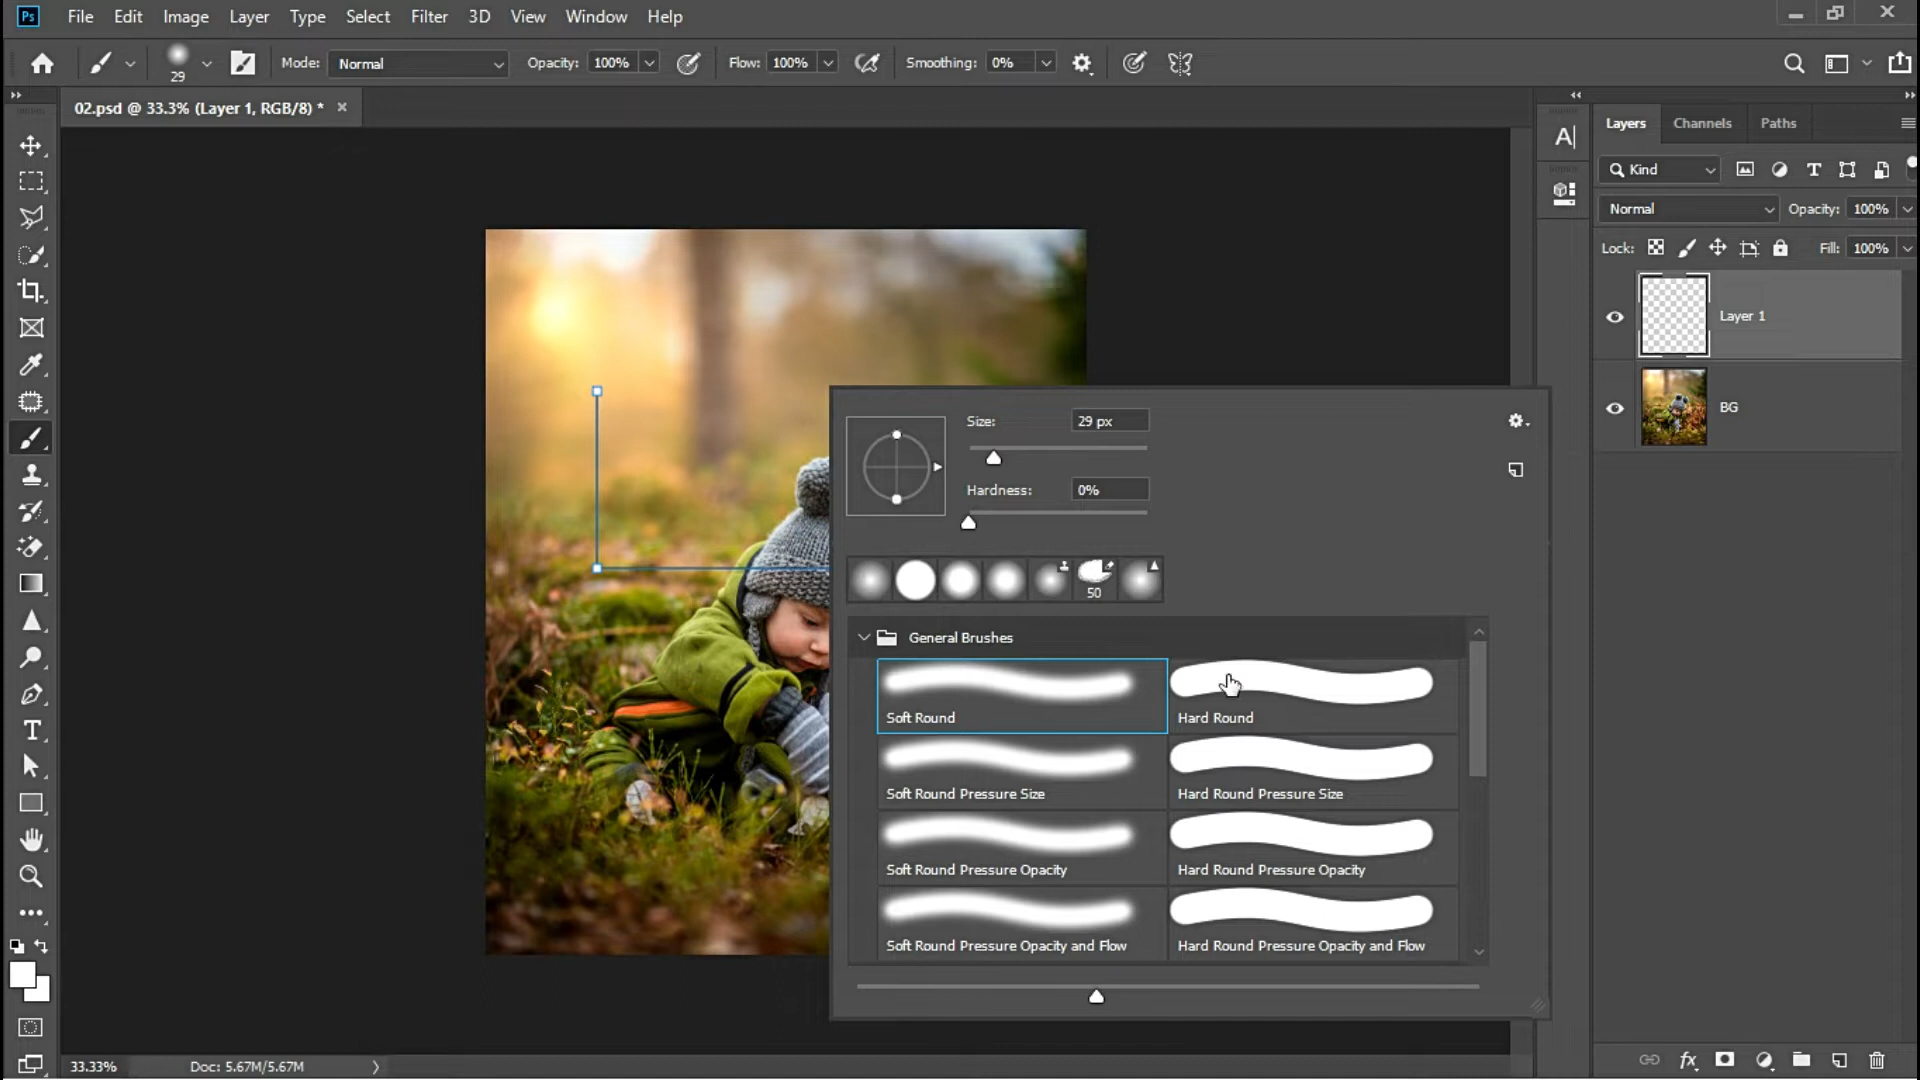 Ps File Edit Image Layer Type Select Filter 3D View Window Help
29 Mode: Normal Opacity: 100% Flow: 100% Smoothing: 0%
02.psd @ 33.3% (Layer 1, RGB/8) *
Layers Channels Paths
A
Kind
Normal Opacity: 100%
Lock: Fill: 100%
Layer 1
BG
Size: 29 px
Hardness: 0%
50
General Brushes
Soft Round Hard Round
Soft Round Pressure Size Hard Round Pressure Size
Soft Round Pressure Opacity Hard Round Pressure Opacity
Soft Round Pressure Opacity and Flow Hard Round Pressure Opacity and Flow
33.33% Doc: 5.67M/5.67M